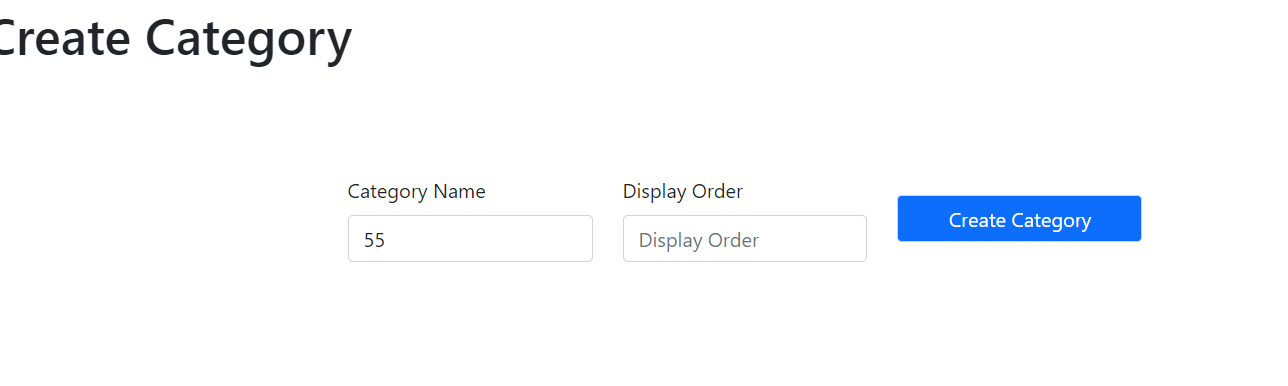 Create Category
Category Name
Display Order
55
Display Order
Create Category